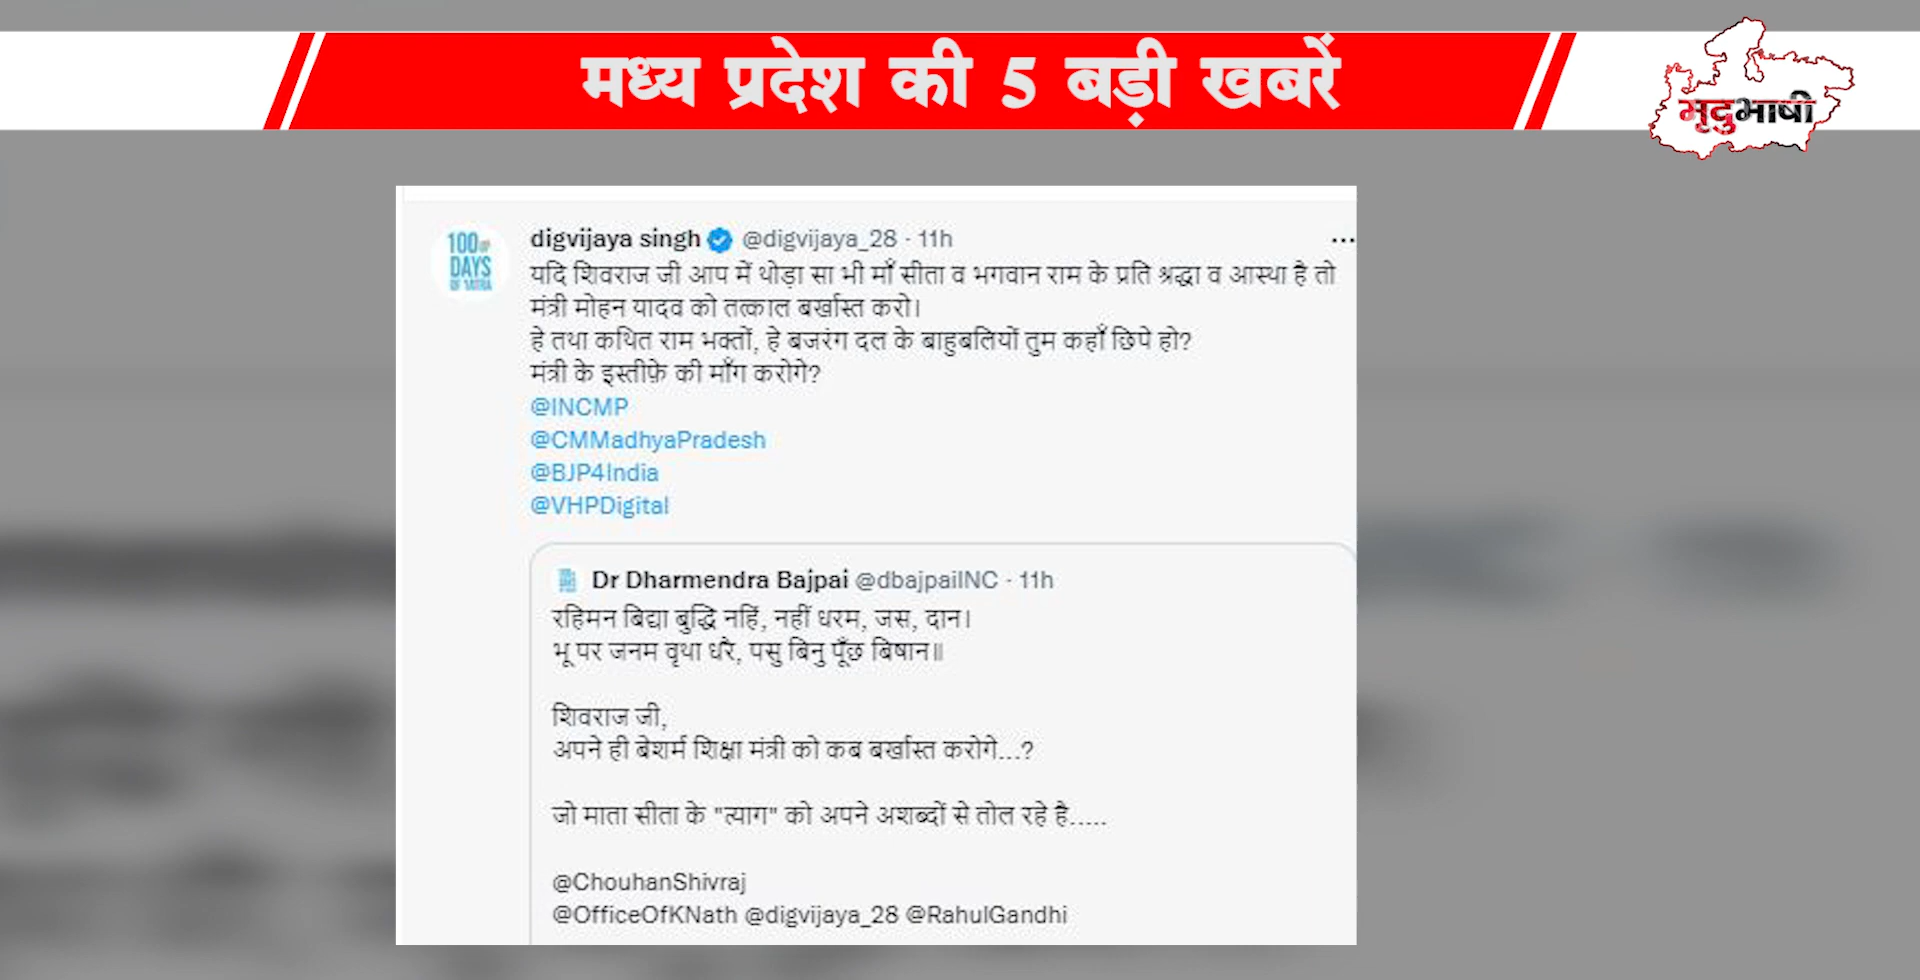 मध्य प्रदेश की 5 बड़ी खबरें
मृदुभाषी
100
DAYS
OF YATRA
digvijaya singh @digvijaya_28 · 11h
यदि शिवराज जी आप में थोड़ा सा भी माँ सीता व भगवान राम के प्रति श्रद्धा व आस्था है तो
मंत्री मोहन यादव को तत्काल बर्खास्त करो।
हे तथा कथित राम भक्तों, हे बजरंग दल के बाहुबलियों तुम कहाँ छिपे हो?
मंत्री के इस्तीफ़े की माँग करोगे?
@INCMP
@CMMadhyaPradesh
@BJP4India
@VHPDigital
Dr Dharmendra Bajpai @dbajpaiINC · 11h
रहिमन बिद्या बुद्धि नहिं, नहीं धरम, जस, दान।
भू पर जनम वृथा धरै, पसु बिनु पूँछ बिषान॥
शिवराज जी,
अपने ही बेशर्म शिक्षा मंत्री को कब बर्खास्त करोगे...?
जो माता सीता के "त्याग" को अपने अशब्दों से तोल रहे है.....
@ChouhanShivraj
@OfficeOfKNath @digvijaya_28 @RahulGandhi